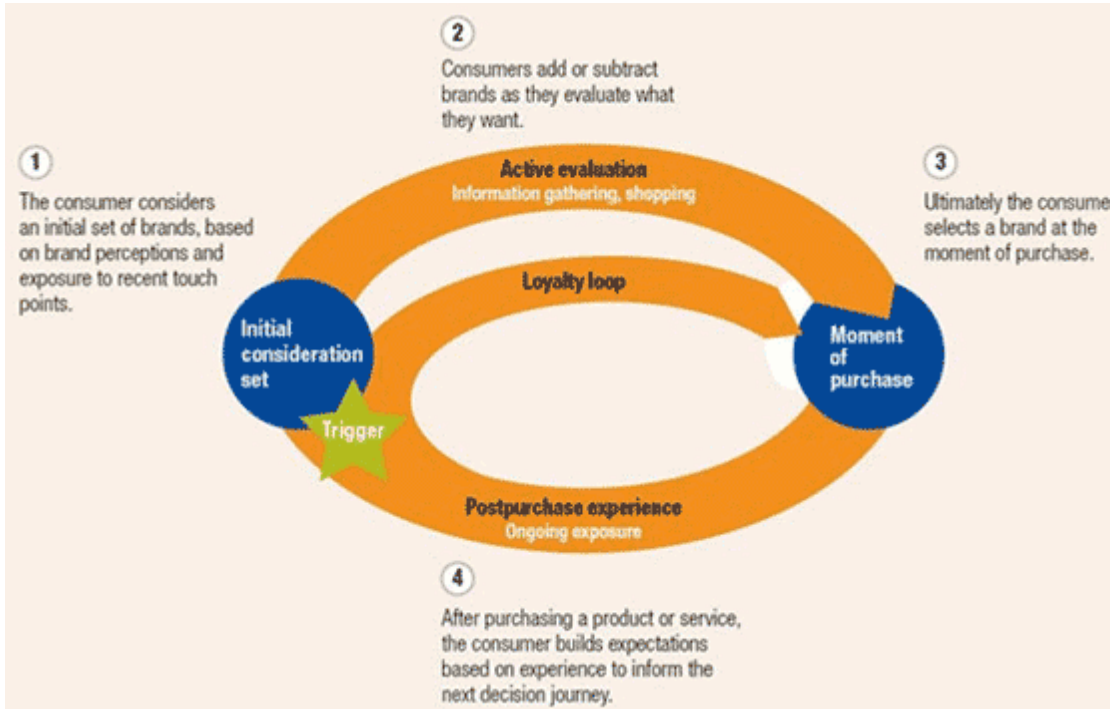 2
Consumers add or subtract
brands as they evaluate what
they want.
1
The consumer considers
an initial set of brands, based
on brand perceptions and
exposure to recent touch
points.
Active evaluation
Information gathering, shopping
3
Ultimately the consume
selects a brand at the
moment of purchase.
Loyalty loop
Initial
consideration
set
Moment
of
purchase
Trigger
Postpurchase experience
Ongoing exposure
4
After purchasing a product or service,
the consumer builds expectations
based on experience to inform the
next decision journey.